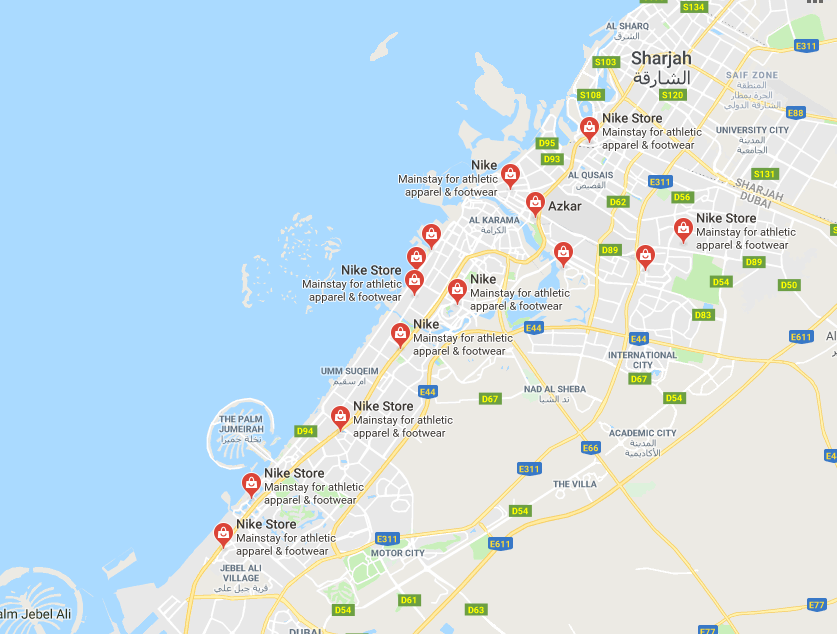 S134
AL SHARQ
الشرق
E311
S103
Sharjah
الشارقة
SAIF ZONE
المنطقة
الحرة بمطار
الشارقة الدولي
S108
S120
E88
Nike Store
Mainstay for athletic
apparel & footwear
UNIVERSITY CITY
المدينة
الجامعية
D95
D93
Nike
Mainstay for athletic
apparel & footwear
AL QUSAIS
القصيص
S131
E311
SHARJAH
DUBAI
D56
D62
Azkar
AL KARAMA
الكرامة
Nike Store
Mainstay for athletic
apparel & footwear
D89
D89
Nike Store
Mainstay for athletic
apparel & footwear
Nike
Mainstay for athletic
apparel & footwear
D54
D50
D83
Nike
Mainstay for athletic
apparel & footwear
E44
E44
E611
Al
INTERNATIONAL
CITY
UMM SUQEIM
أم سقيم
D67
E44
D67
NAD AL SHEBA
ند الشبا
D54
Nike Store
Mainstay for athletic
apparel & footwear
THE PALM
JUMEIRAH
نخلة جميرا
D94
ACADEMIC CITY
المدينة
الأكاديمية
E66
E311
Nike Store
Mainstay for athletic
apparel & footwear
THE VILLA
D54
Nike Store
Mainstay for athletic
apparel & footwear
E311
E611
MOTOR CITY
JEBEL ALI
VILLAGE
قرية جبل علي
alm Jebel Ali
D54
D61
D63
E77
E77
DUBAI